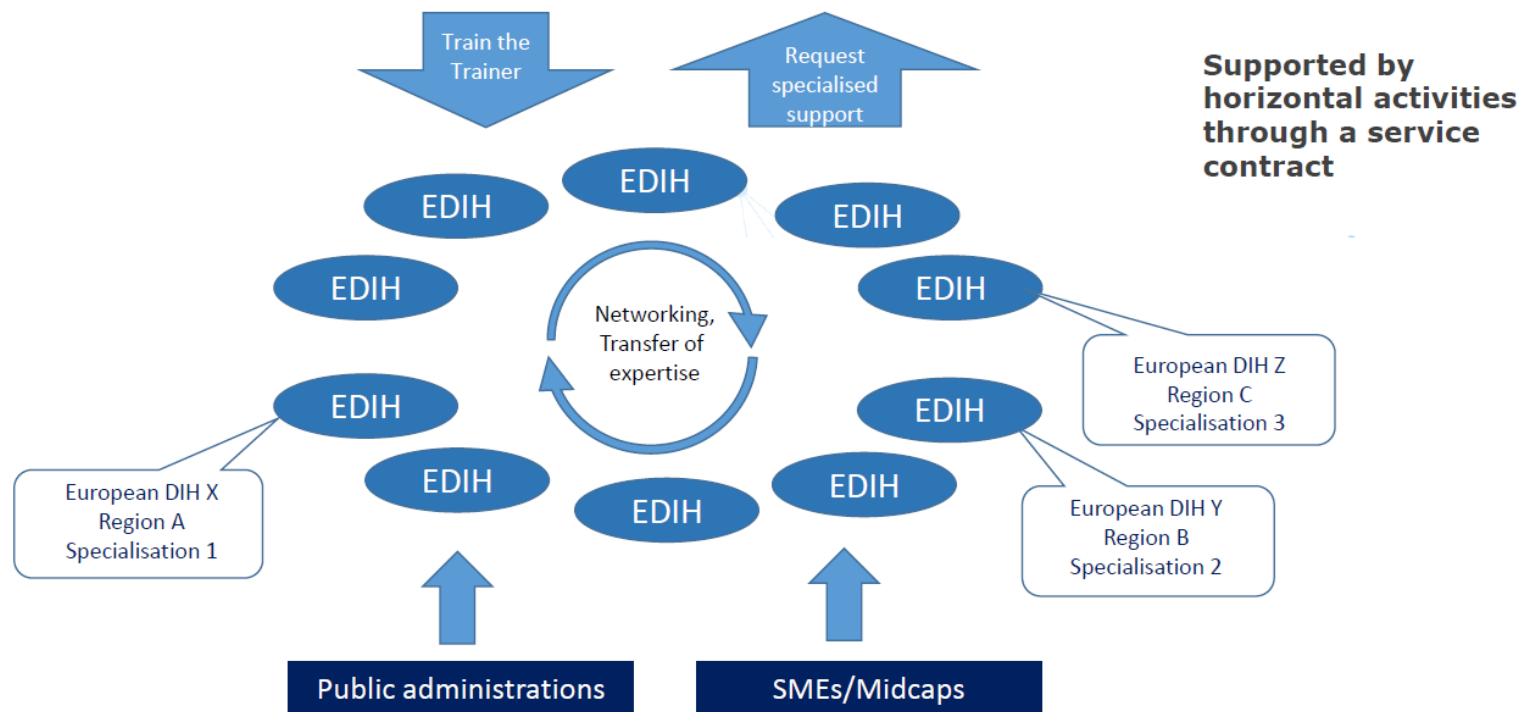 Train the
Trainer
Request
specialised
support
Supported by
horizontal activities
through a service
contract
EDIH
EDIH
EDIH
EDIH
EDIH
Networking,
Transfer of
expertise
European DIH Z
Region C
Specialisation 3
EDIH
EDIH
EDIH
EDIH
EDIH
European DIH X
Region A
Specialisation 1
European DIH Y
Region B
Specialisation 2
Public administrations
SMEs/Midcaps